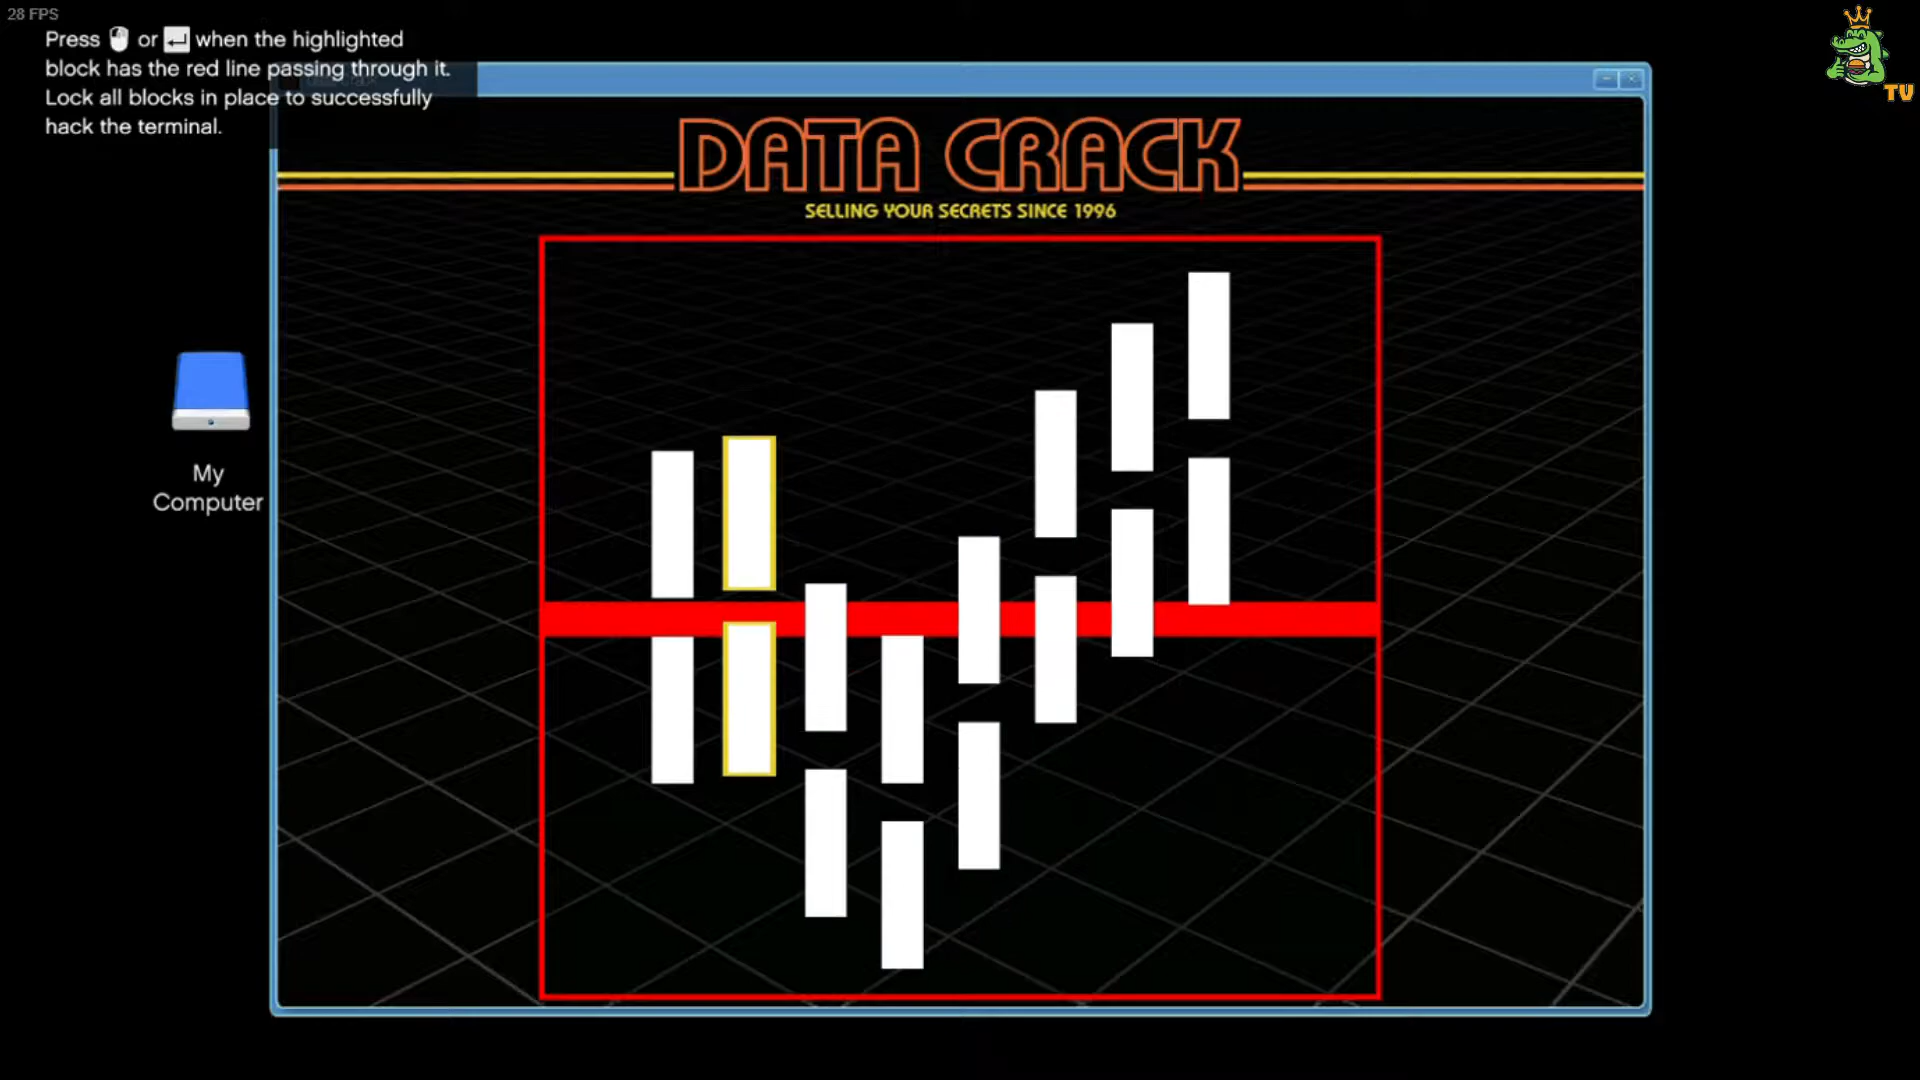 28 FPS
Press or when the highlighted
block has the red line passing through it.
Lock all blocks in place to successfully
hack the terminal.
TV
DATA CRACK
SELLING YOUR SECRETS SINCE 1996
My
Computer